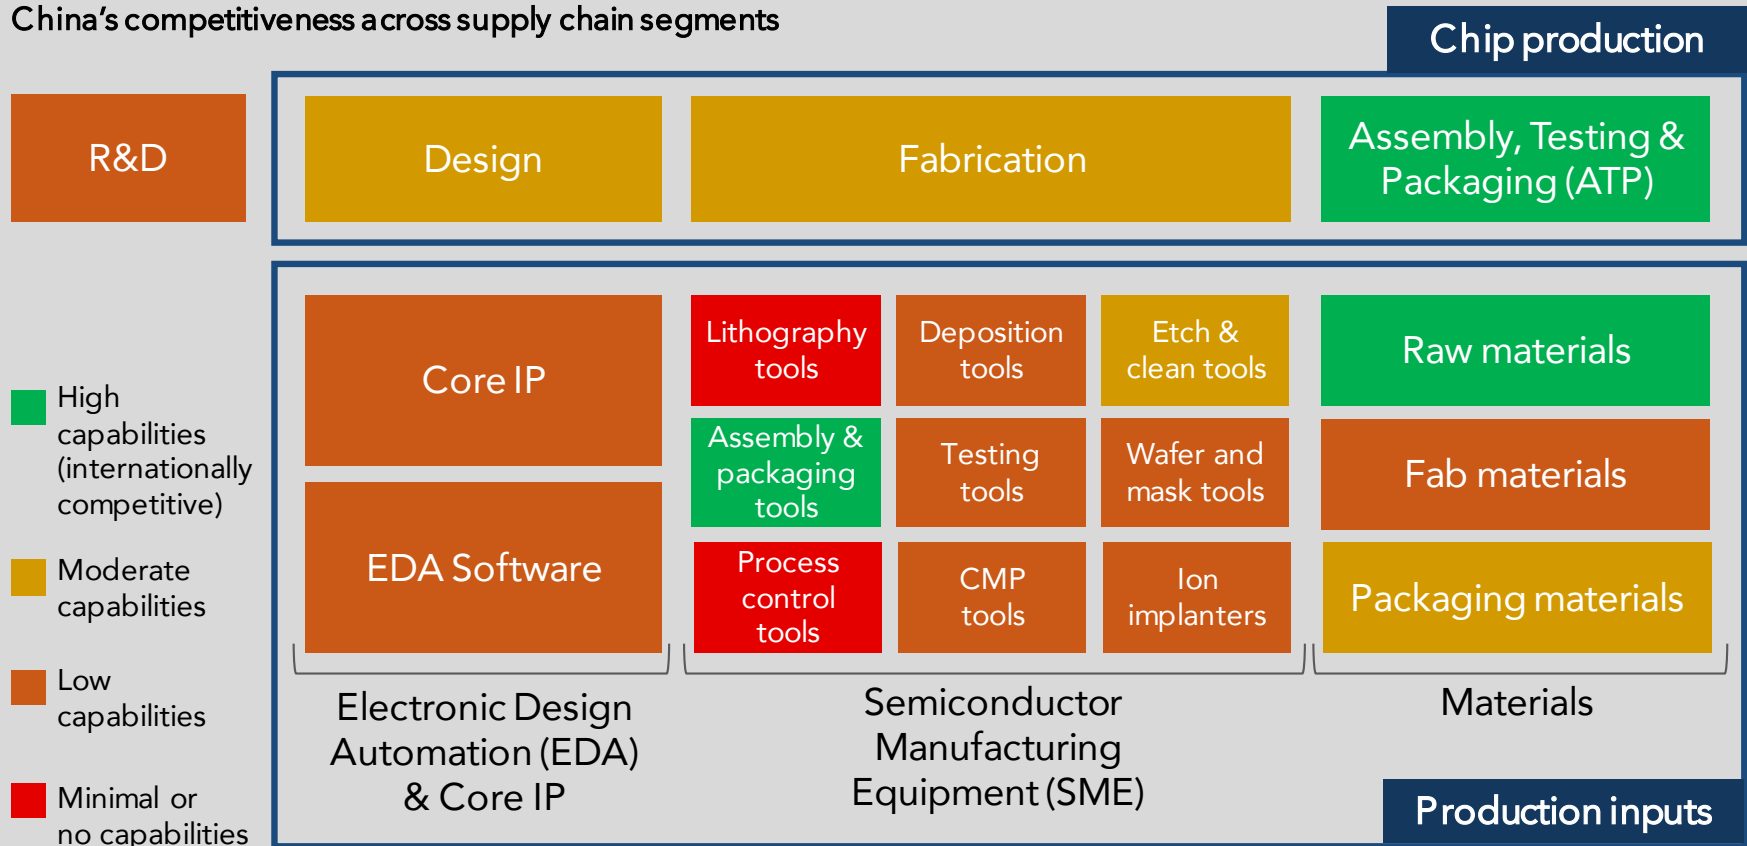 China's competitiveness across supply chain segments
Chip production
R&D
Design
Fabrication
Assembly, Testing &
Packaging (ATP)
High
capabilities
(internationally
competitive)
Moderate
capabilities
Low
capabilities
Minimal or
no capabilities
Core IP
EDA Software
Lithography
tools
Deposition
tools
Etch &
clean tools
Assembly &
packaging
tools
Testing
tools
Wafer and
mask tools
Process
control
tools
CMP
tools
Ion
implanters
Raw materials
Fab materials
Packaging materials
Electronic Design
Automation (EDA)
& Core IP
Semiconductor
Manufacturing
Equipment (SME)
Materials
Production inputs